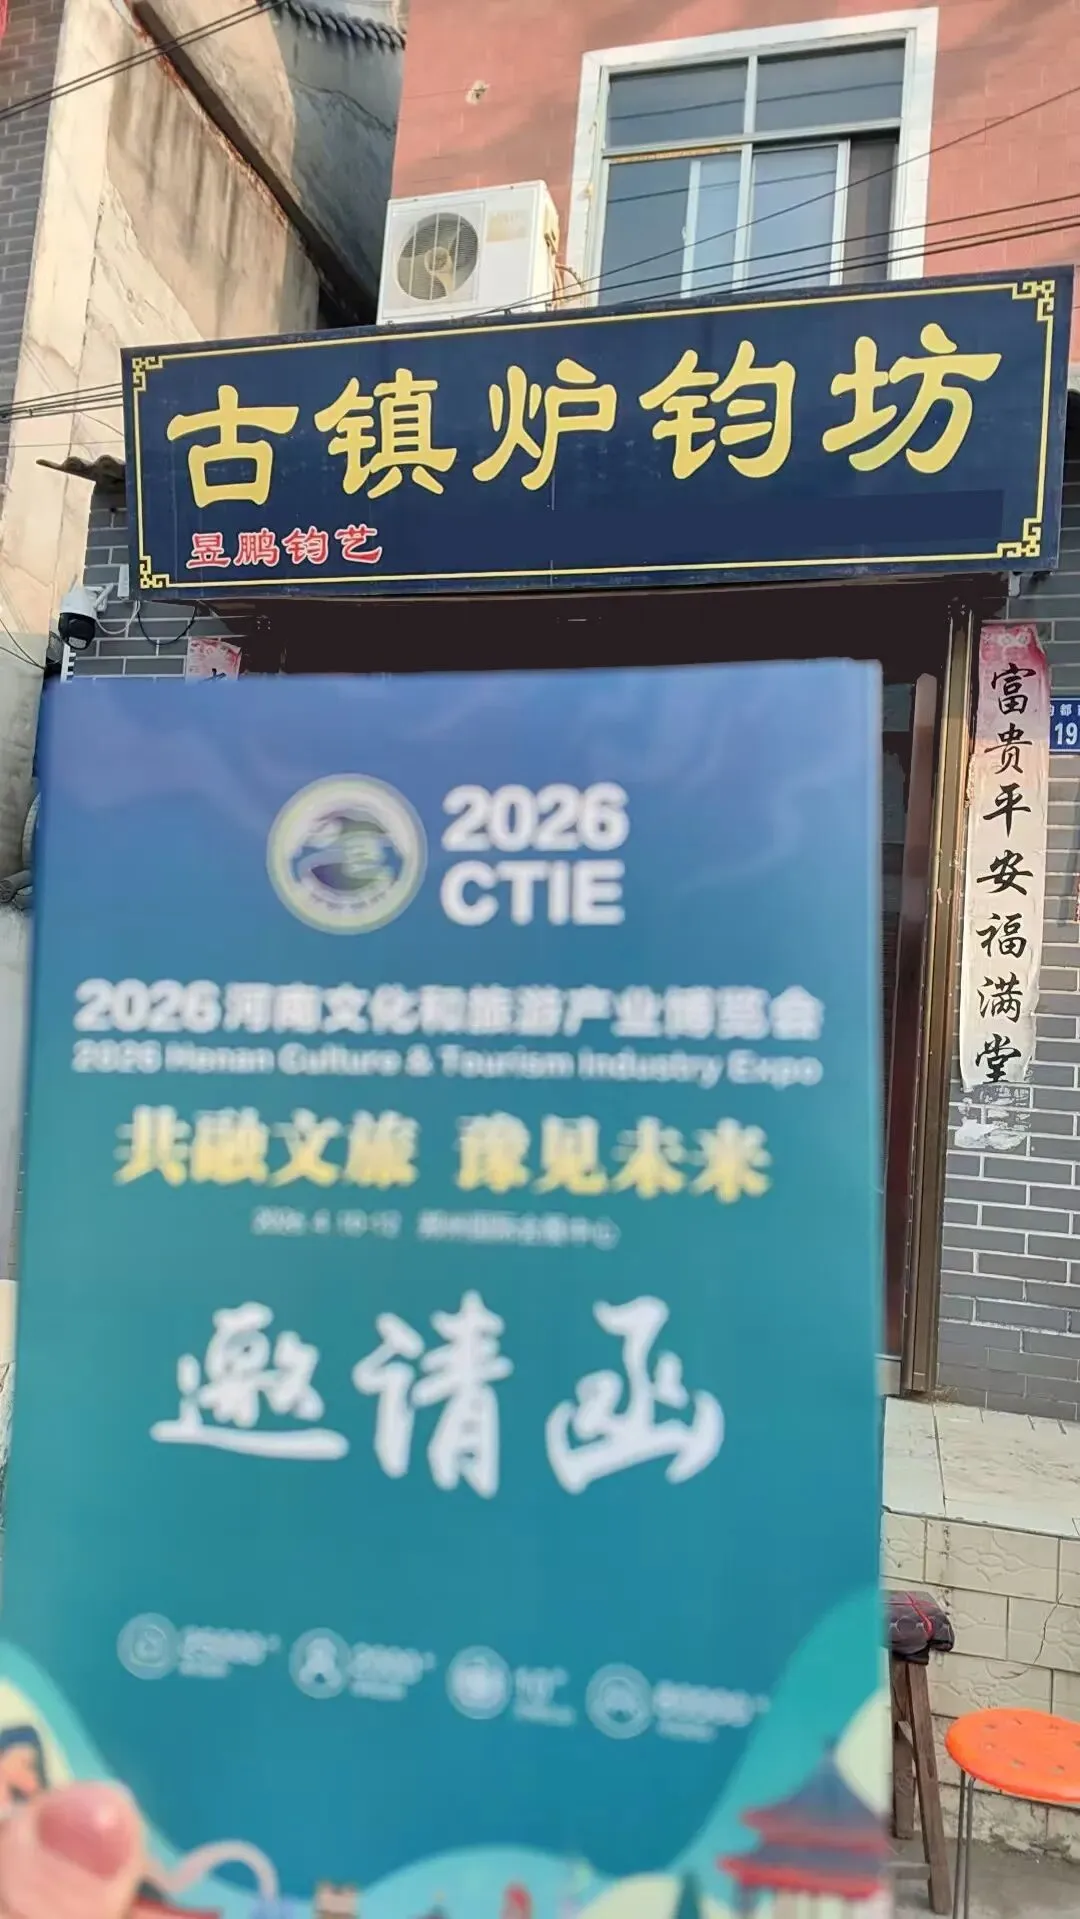 古镇炉钧坊
昱鹏钧艺
富贵平安福满堂
19
2026
CTIE
2026河南文化和旅游产业博览会
2026 Henan Culture & Tourism Industry Expo
共融文旅 豫见未来
邀请函